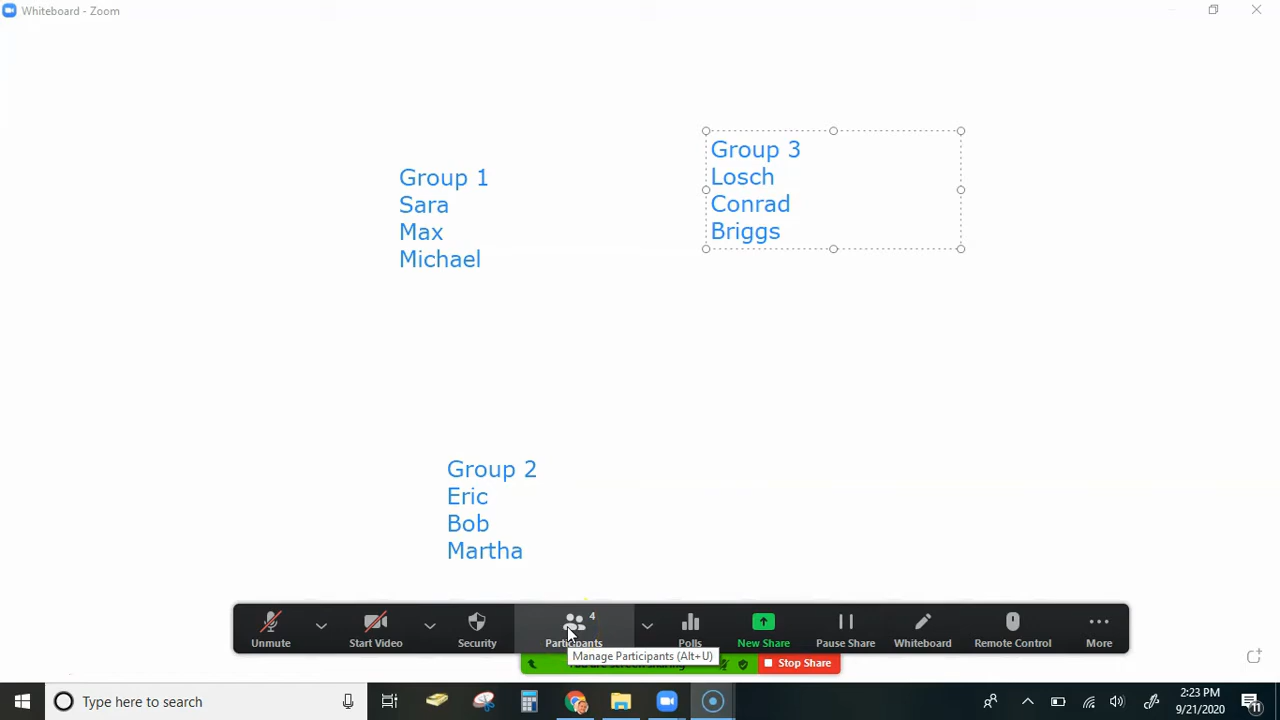 Whiteboard - Zoom
Group 1
Sara
Max
Michael
Group 3
Losch
Conrad
Briggs
Group 2
Eric
Bob
Martha
4
Unmute
Start Video
Security
Participants
Polls
New Share
Pause Share
Whiteboard
Remote Control
More
Manage Participants (Alt+U)
Stop Share
Type here to search
2:23 PM
9/21/2020
11